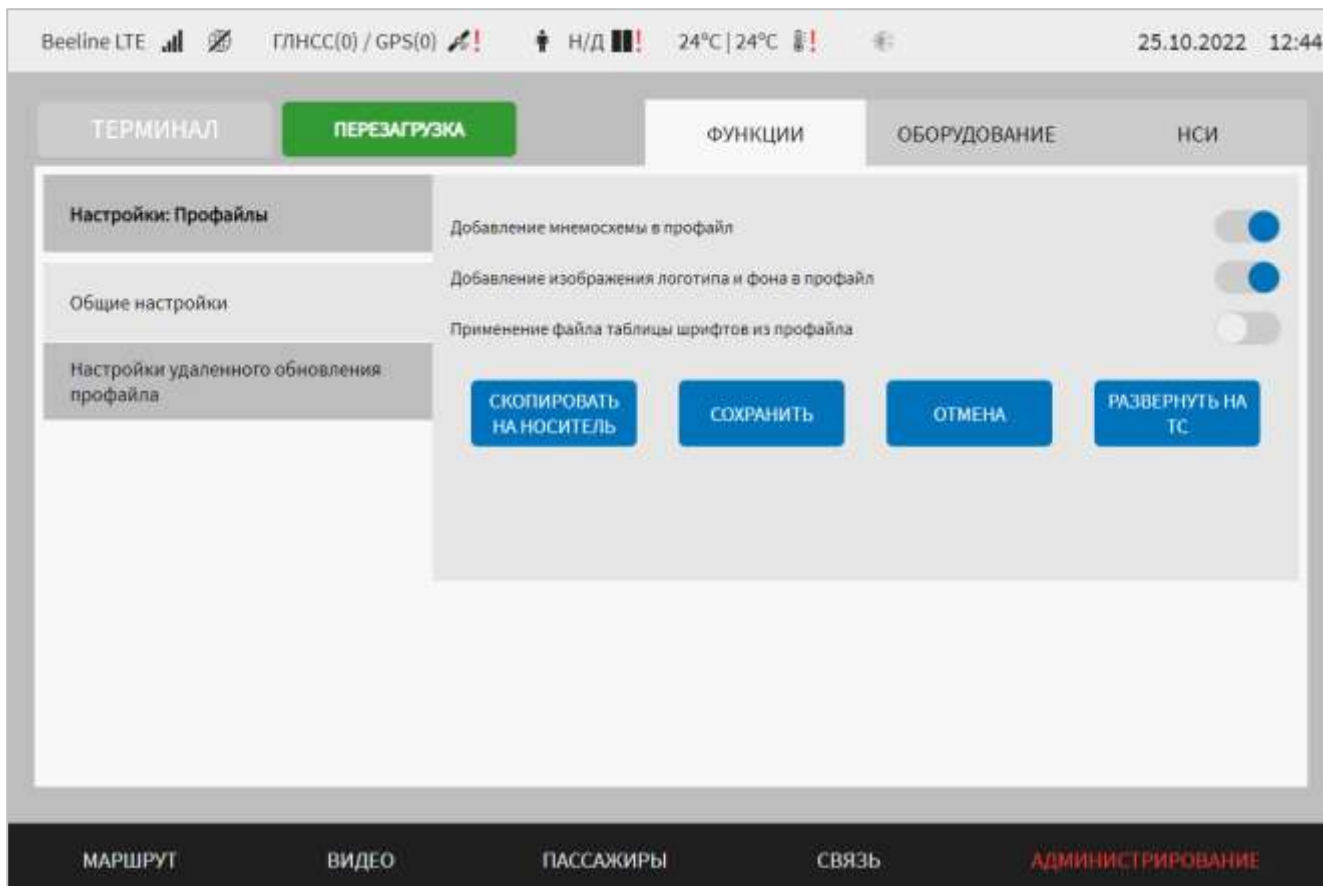 Beeline LTE ГЛНСС(0) / GPS(0) ! Н/Д ! 24°C | 24°C ! 25.10.2022 12:44
ТЕРМИНАЛ ПЕРЕЗАГРУЗКА ФУНКЦИИ ОБОРУДОВАНИЕ НСИ
Настройки: Профайлы
Добавление мнемосхемы в профайл
Добавление изображения логотипа и фона в профайл
Общие настройки
Применение файла таблицы шрифтов из профайла
Настройки удаленного обновления
профайла
СКОПИРОВАТЬ
НА НОСИТЕЛЬ
СОХРАНИТЬ
ОТМЕНА
РАЗВЕРНУТЬ НА
ТС
МАРШРУТ ВИДЕО ПАССАЖИРЫ СВЯЗЬ АДМИНИСТРИРОВАНИЕ